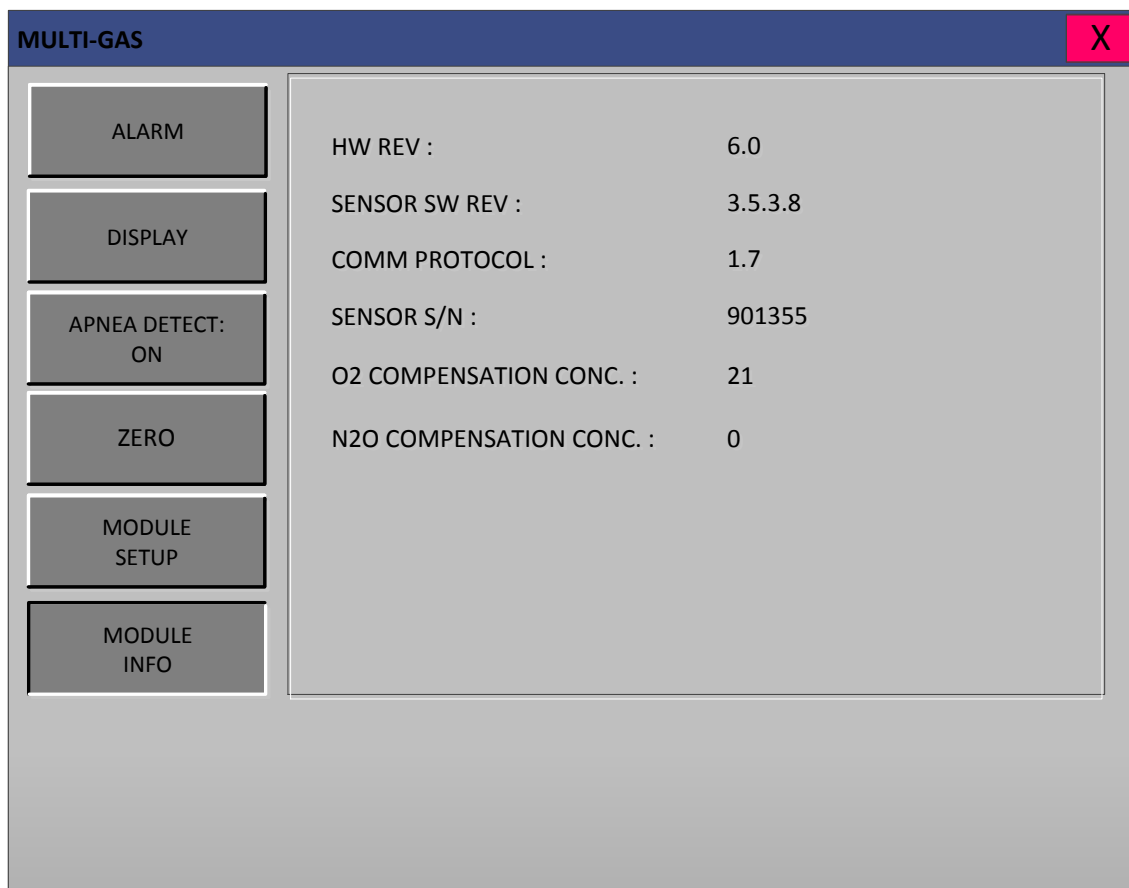 MULTI-GAS
X
ALARM
DISPLAY
APNEA DETECT:
ON
ZERO
MODULE
SETUP
MODULE
INFO
HW REV : 6.0
SENSOR SW REV : 3.5.3.8
COMM PROTOCOL : 1.7
SENSOR S/N : 901355
O2 COMPENSATION CONC. : 21
N2O COMPENSATION CONC. : 0